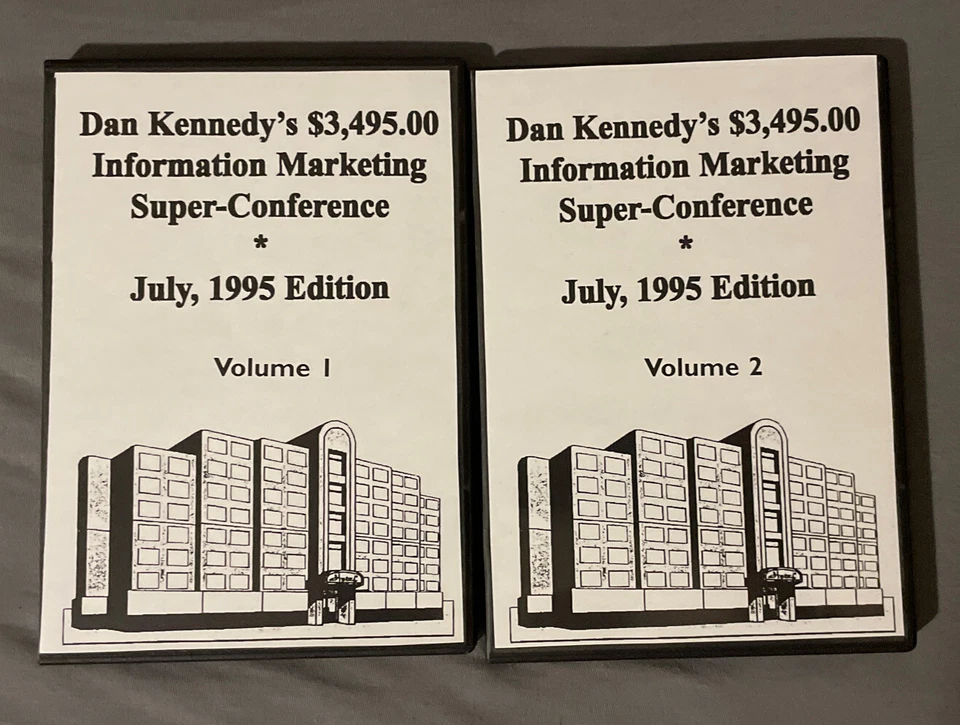 Dan Kennedy's $3,495.00
Information Marketing
Super-Conference
*
July, 1995 Edition
Volume 1
Dan Kennedy's $3,495.00
Information Marketing
Super-Conference
*
July, 1995 Edition
Volume 2